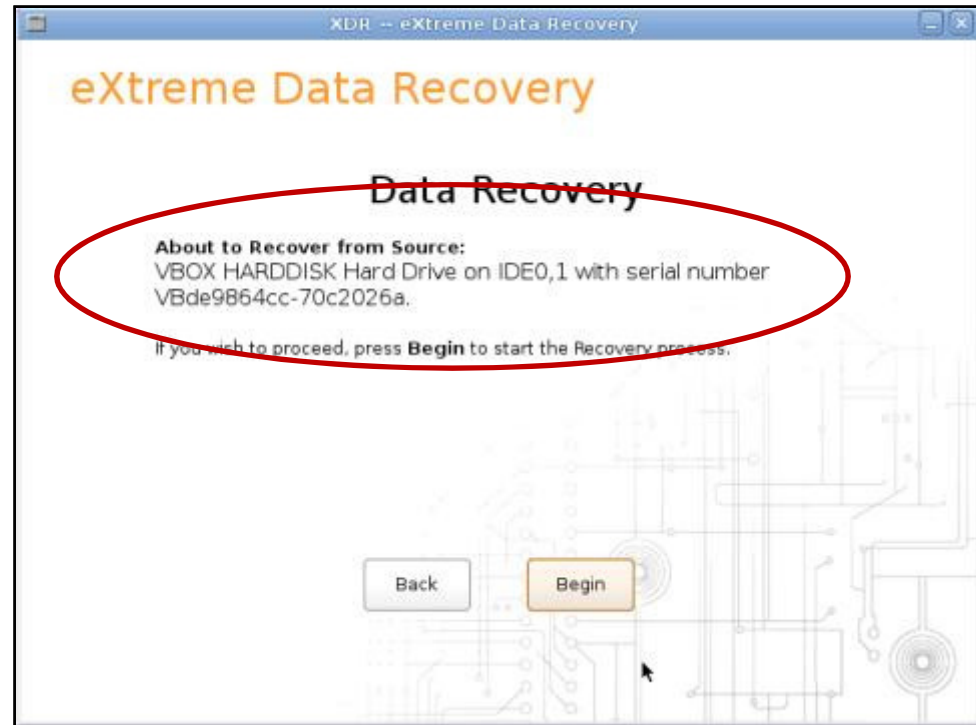 XDR -- eXtreme Data Recovery
eXtreme Data Recovery
Data Recovery
About to Recover from Source:
VBOX HARDDISK Hard Drive on IDE0,1 with serial number
VBde9864cc-70c2026a.
If you wish to proceed, press Begin to start the Recovery process.
Back
Begin